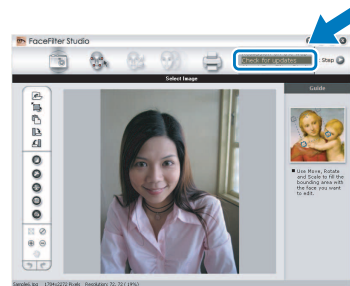 FaceFilter Studio
Check for updates
Step
Select Image
Guide
Use Move, Rotate
and Scale to fill the
bounding area with
the face you want
to edit.